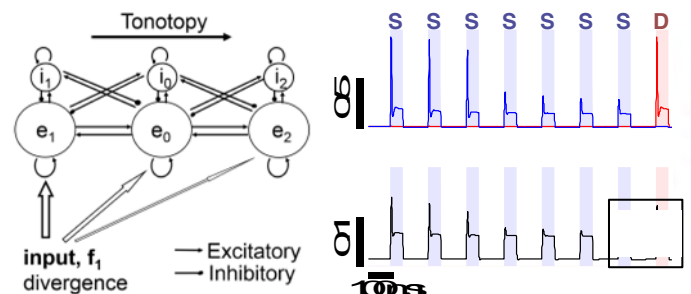 Tonotopy
i1 i0 i2
e1 e0 e2
input, f1
divergence
Excitatory
Inhibitory
S S S S S S S D